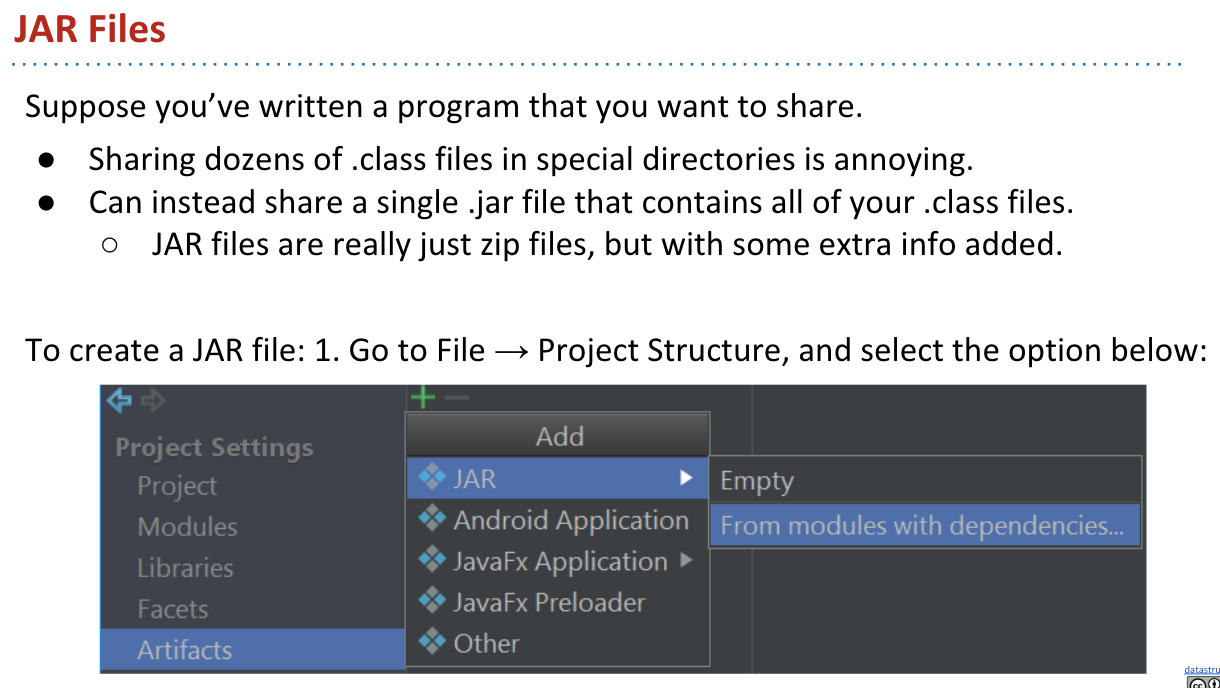 JAR Files
Suppose you’ve written a program that you want to share.
● Sharing dozens of .class files in special directories is annoying.
● Can instead share a single .jar file that contains all of your .class files.
○ JAR files are really just zip files, but with some extra info added.
To create a JAR file: 1. Go to File → Project Structure, and select the option below:
Project Settings
Project
Modules
Libraries
Facets
Artifacts
Add
JAR
Android Application
JavaFx Application
JavaFx Preloader
Other
Empty
From modules with dependencies...
datastru
cc